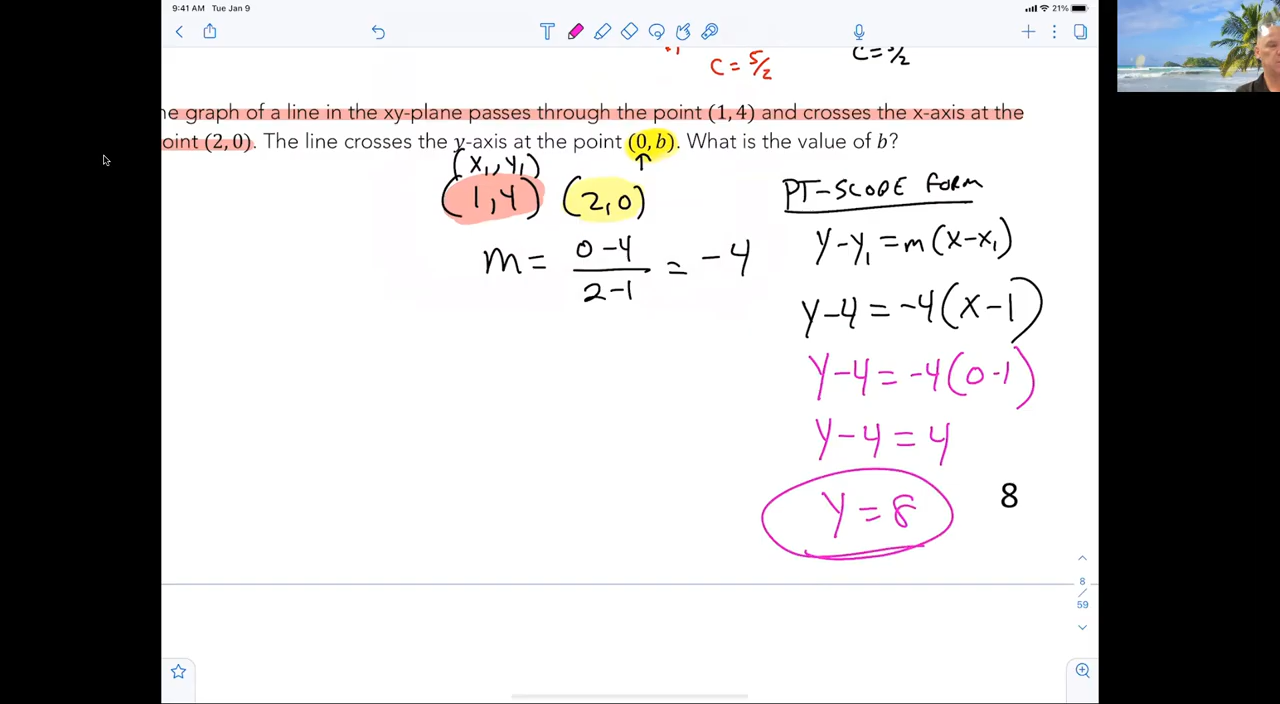 9:41 AM Tue Jan 9
21%
C = 5/2
he graph of a line in the xy-plane passes through the point (1, 4) and crosses the x-axis at the
oint (2, 0). The line crosses the y-axis at the point (0, b). What is the value of b?
(x₁, y₁)
(1, 4) (2, 0)
m = (0 - 4)/(2 - 1) = -4
PT-SLOPE FORM
y - y₁ = m(x - x₁)
y - 4 = -4(x - 1)
y - 4 = -4(0 - 1)
y - 4 = 4
y = 8
8
8
/
59